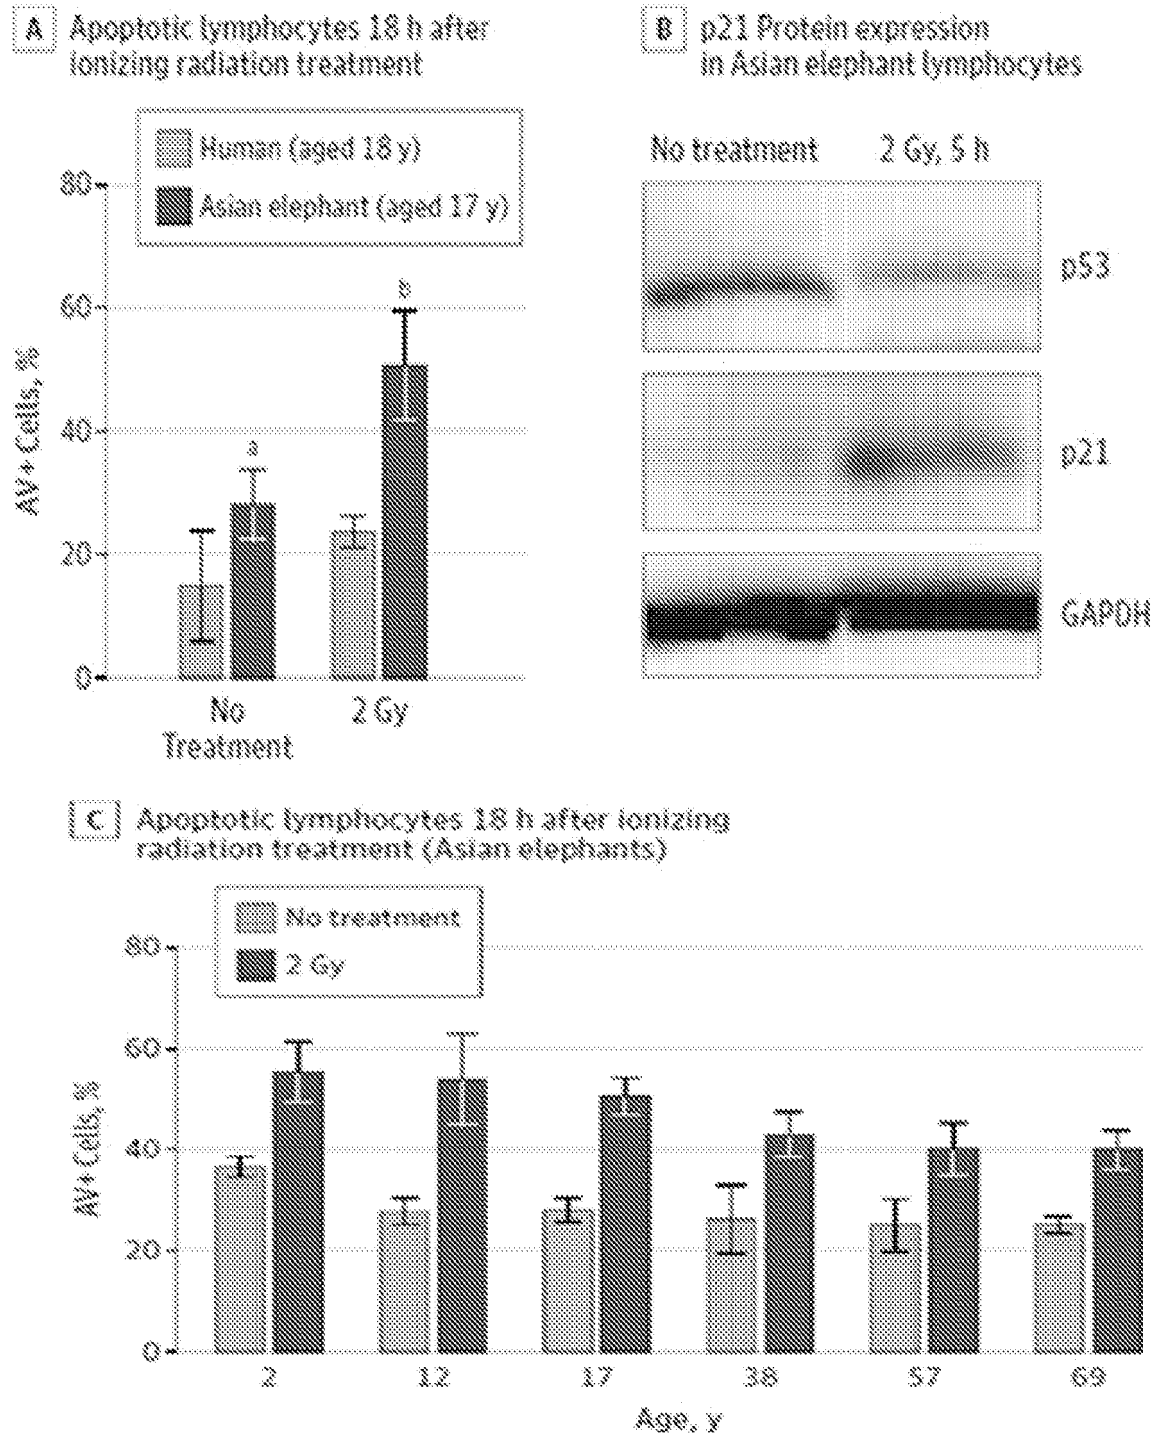 A Apoptotic lymphocytes 18 h after
ionizing radiation treatment
Human (aged 18 y)
Asian elephant (aged 17 y)
80
60
40
20
0
AV+ Cells, %
a
b
No
Treatment
2 Gy
B p21 Protein expression
in Asian elephant lymphocytes
No treatment 2 Gy, 5 h
p53
p21
GAPDH
C Apoptotic lymphocytes 18 h after ionizing
radiation treatment (Asian elephants)
No treatment
2 Gy
80
60
40
20
0
AV+ Cells, %
2 12 17 38 57 69
Age, y